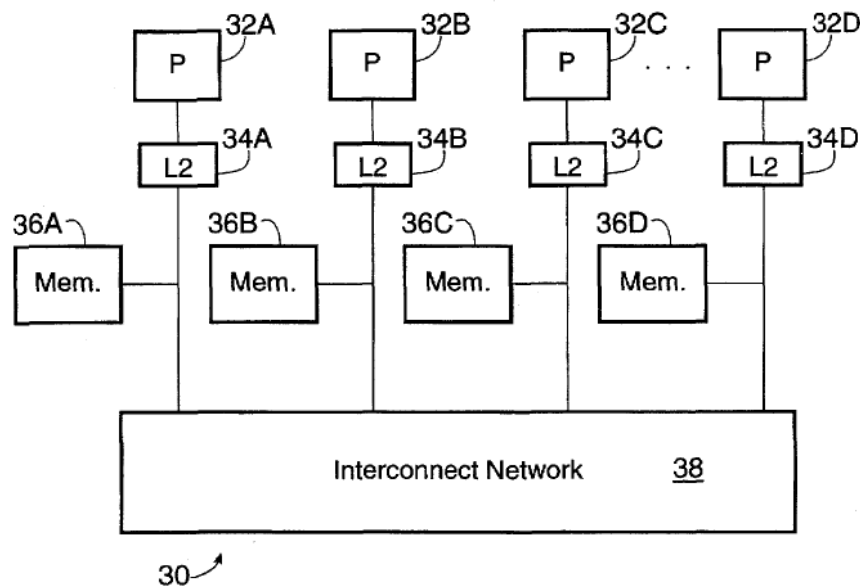 32A 32B 32C 32D
P P P . . . P
34A 34B 34C 34D
L2 L2 L2 L2
36A 36B 36C 36D
Mem. Mem. Mem. Mem.
Interconnect Network 38
30